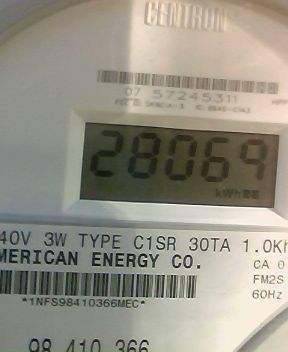 CENTRON
07 57245311
28069
kWh
40V 3W TYPE C1SR 30TA 1.0Kh
MERICAN ENERGY CO.
CA 0
FM2S
60Hz
*1NFS98410366MEC*
98 410 366